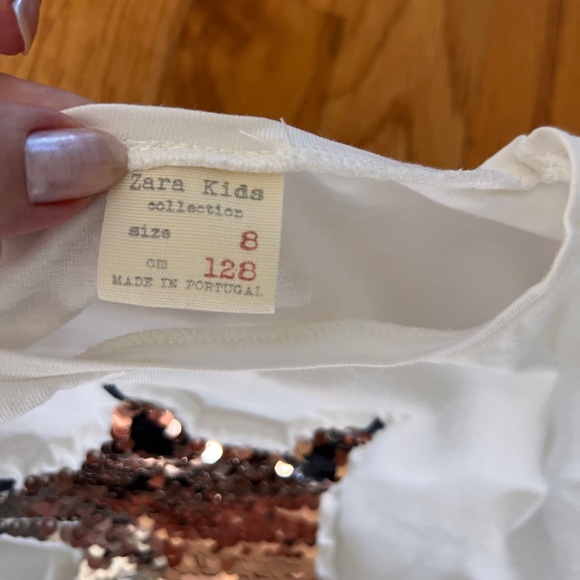 Zara Kids
collection
size 8
cm 128
MADE IN PORTUGAL